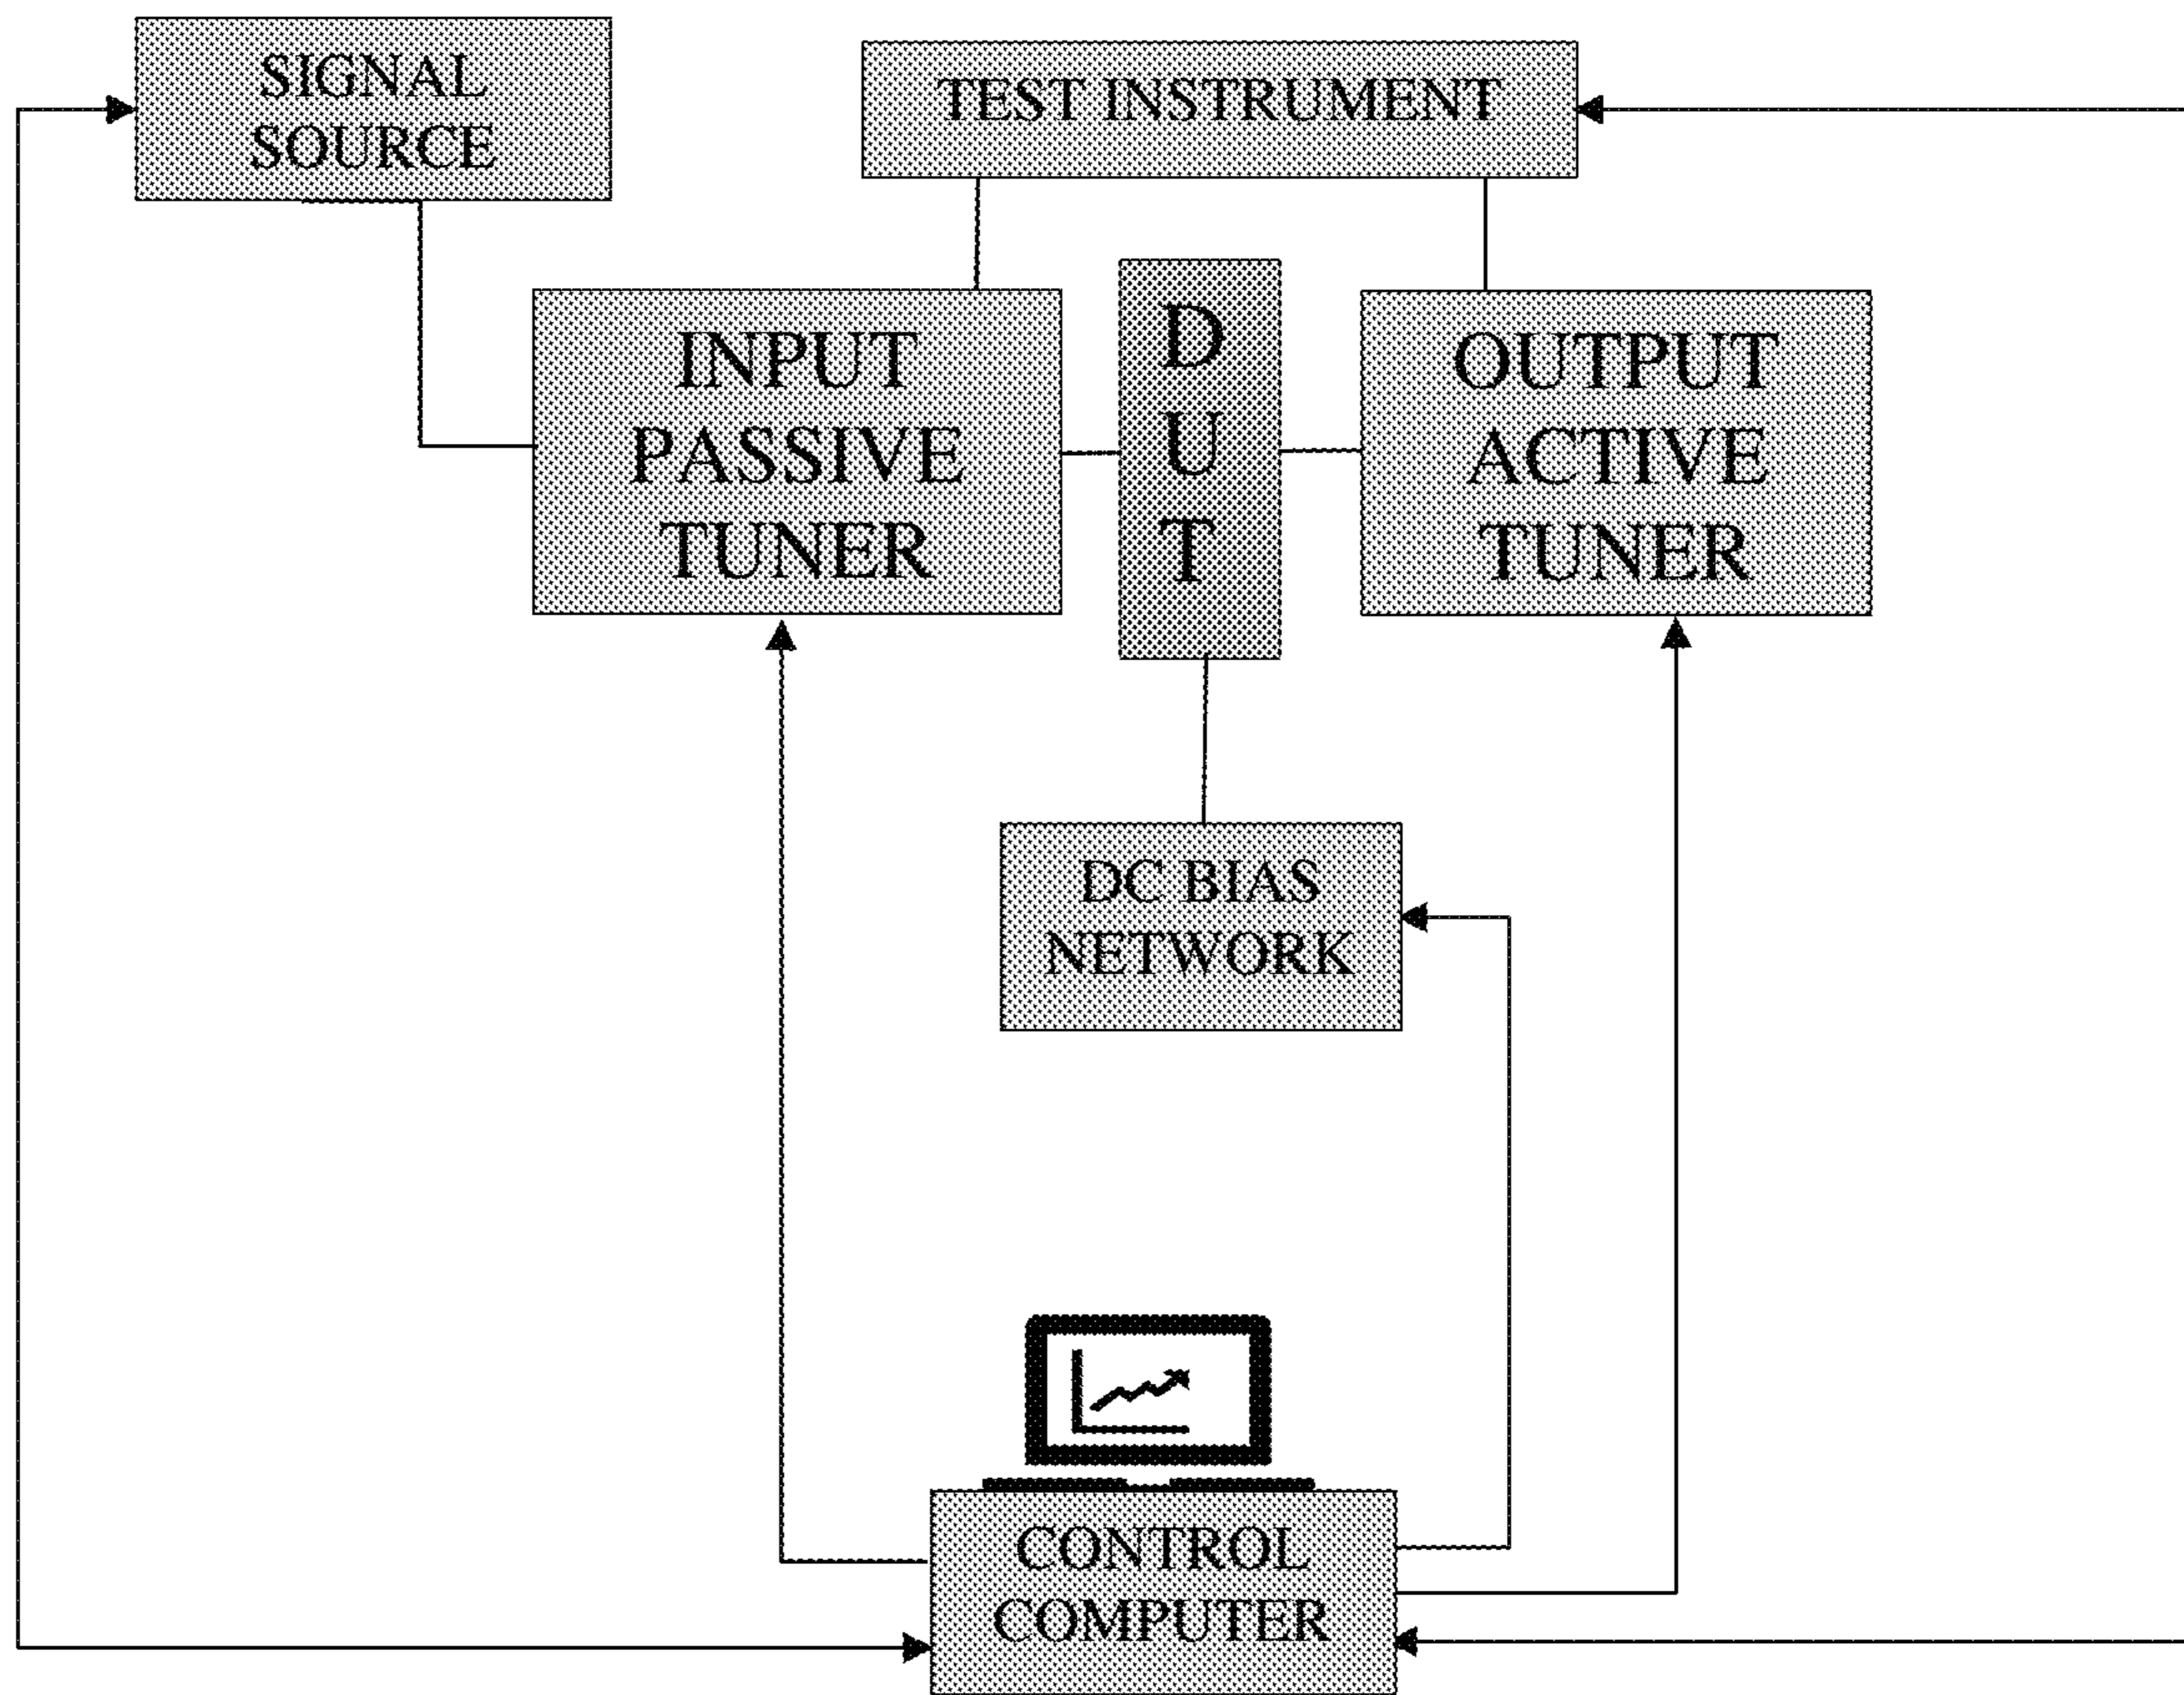 SIGNAL
SOURCE
TEST INSTRUMENT
INPUT
PASSIVE
TUNER
D
U
T
OUTPUT
ACTIVE
TUNER
DC BIAS
NETWORK
CONTROL
COMPUTER